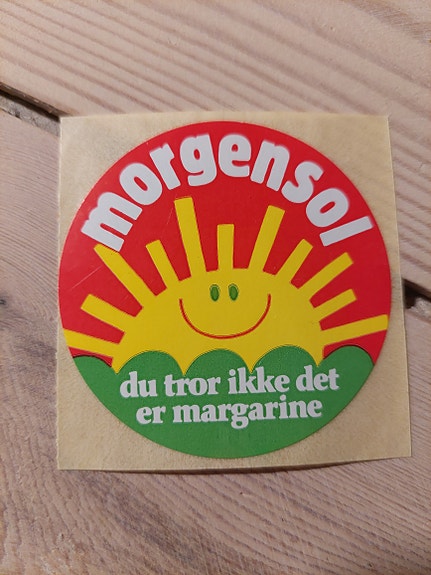 morgensol
du tror ikke det
er margarine